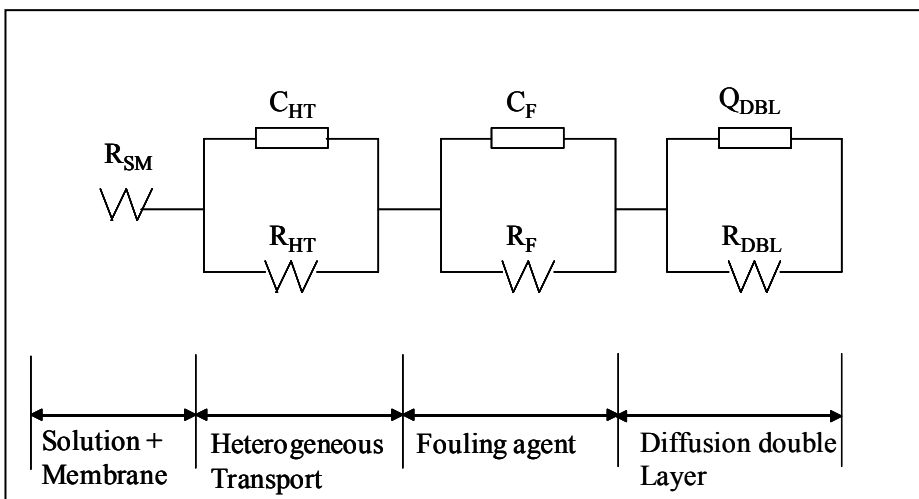 C_HT
C_F
Q_DBL
R_SM
R_HT
R_F
R_DBL
Solution +
Membrane
Heterogeneous
Transport
Fouling agent
Diffusion double
Layer